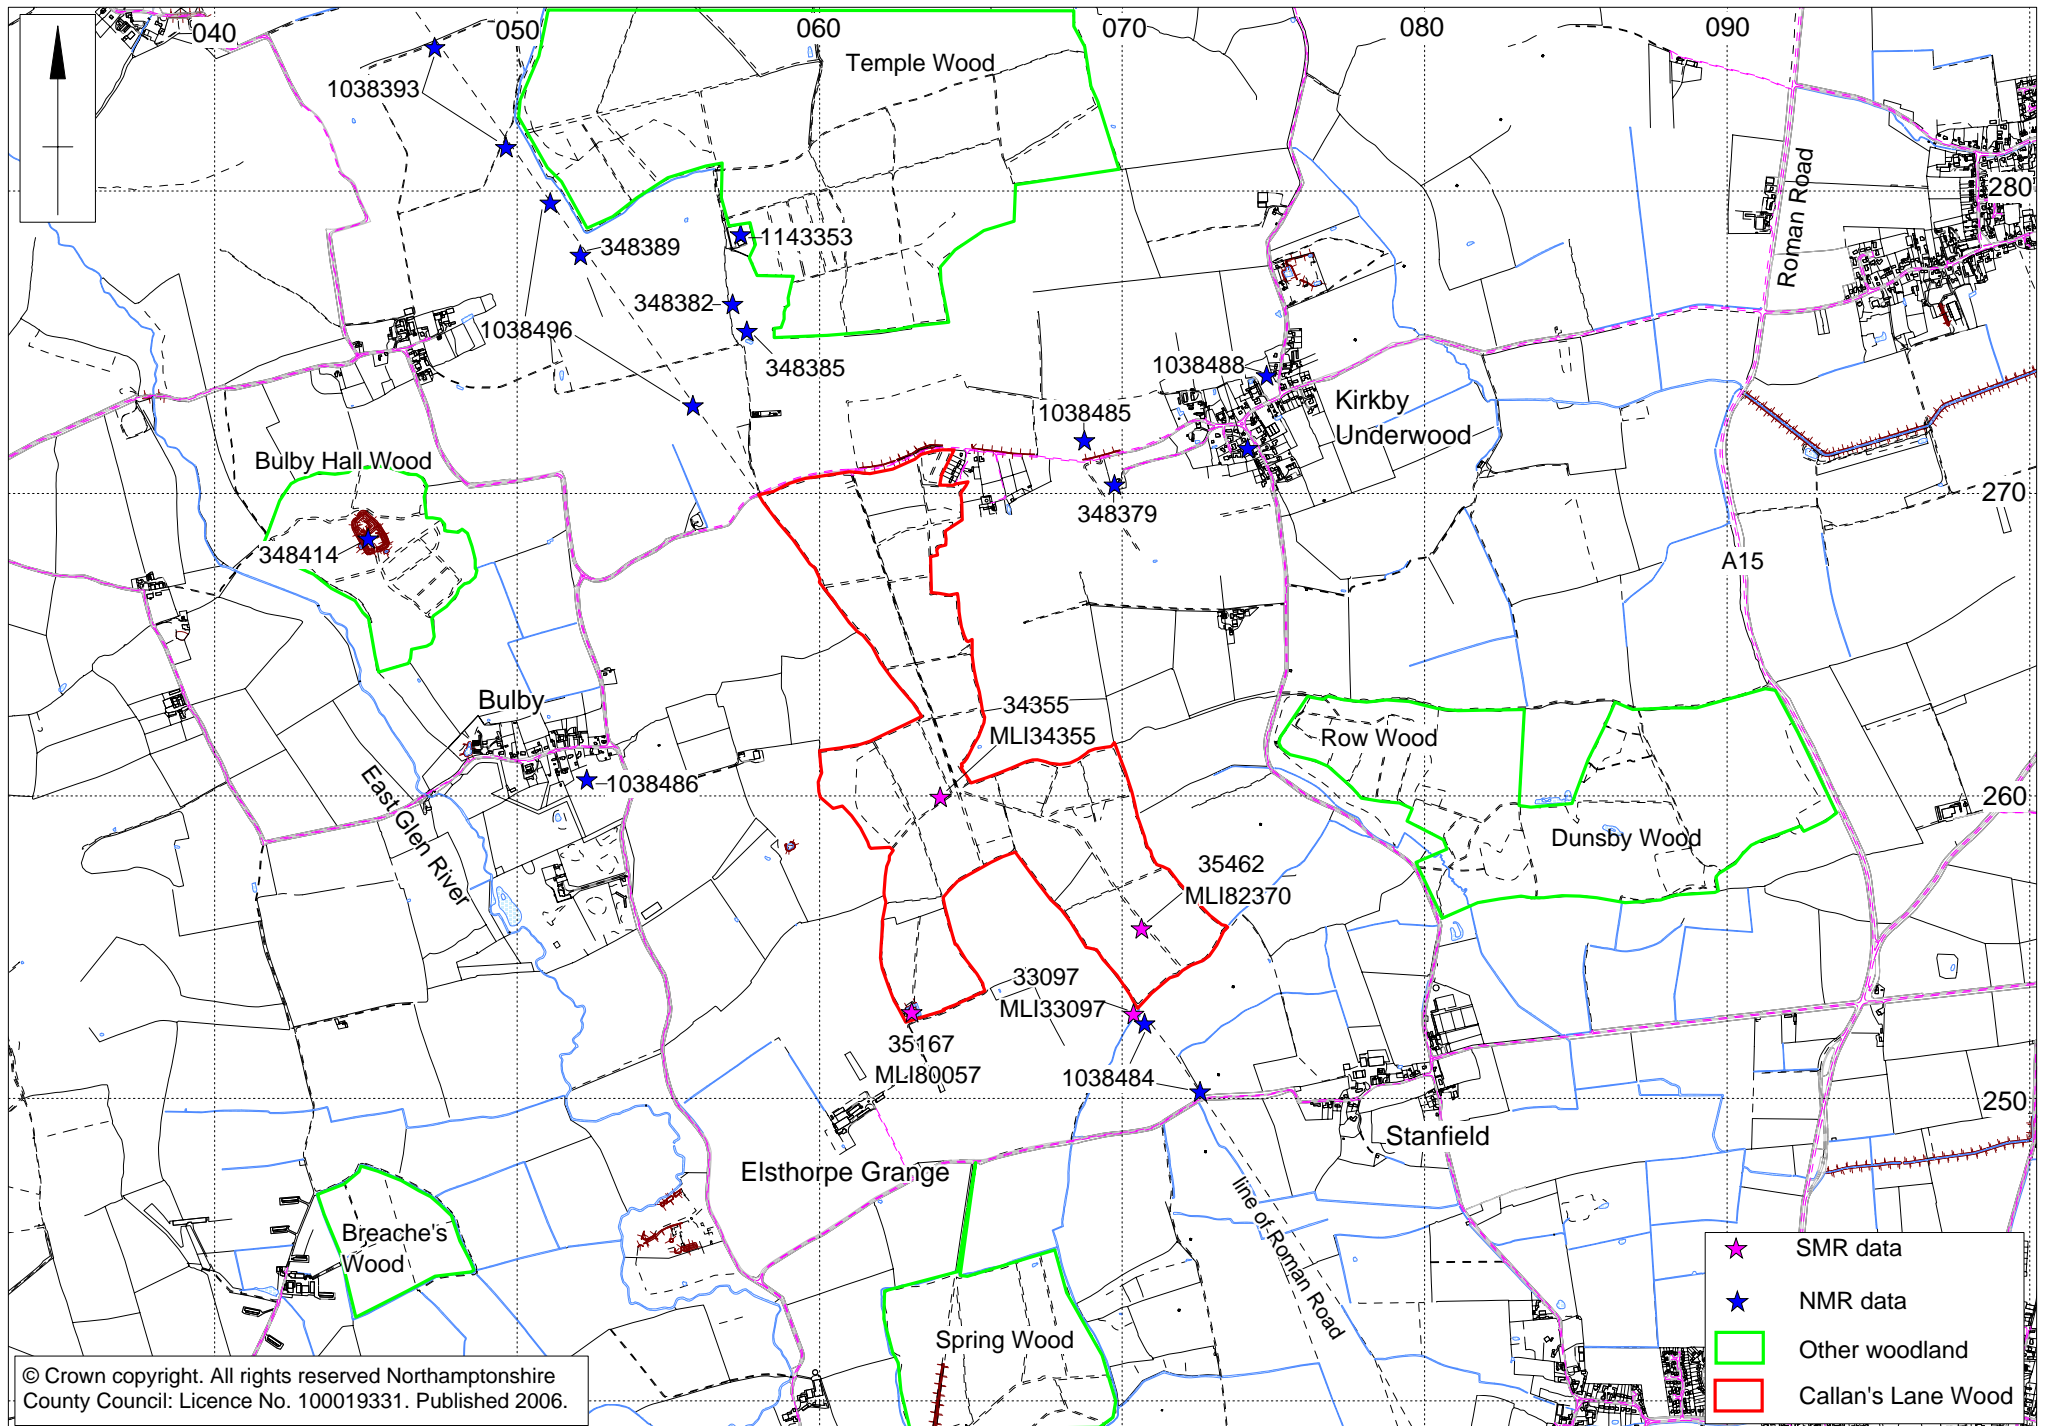 040
050
060
070
080
090
Temple Wood
1038393
Roman Road
280
348389
1143353
348382
1038496
348385
1038488
1038485
Kirkby
Underwood
Bulby Hall Wood
270
348379
348414
A15
34355
MLI34355
Bulby
Row Wood
1038486
260
East Glen River
Dunsby Wood
35462
MLI82370
33097
MLI33097
35167
MLI80057
1038484
250
Stanfield
Elsthorpe Grange
line of Roman Road
Breache's
Wood
Spring Wood
SMR data
NMR data
Other woodland
Callan's Lane Wood
© Crown copyright. All rights reserved Northamptonshire
County Council: Licence No. 100019331. Published 2006.